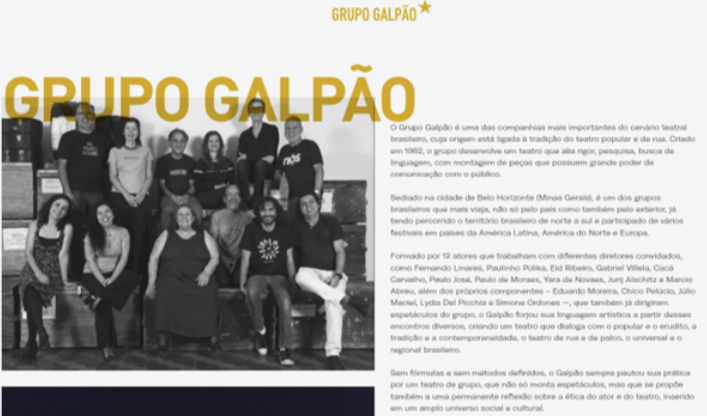 GRUPO GALPÃO
GRUPO GALPÃO
O Grupo Galpão é uma das companhias mais importantes do cenário teatral
brasileiro, cuja origem está ligada à tradição do teatro popular e de rua. Criado
em 1982, o grupo desenvolve um teatro que alia rigor, pesquisa, busca de
linguagem, com montagem de peças que possuem grande poder de
comunicação com o público.
Sediado na cidade de Belo Horizonte (Minas Gerais), é um dos grupos
brasileiros que mais viaja, não só pelo país como também pelo exterior, já
tendo percorrido o território brasileiro de norte a sul e participado de vários
festivais em países da América Latina, América do Norte e Europa.
Formado por 12 atores que trabalham com diferentes diretores convidados,
como Fernando Linares, Paulinho Polika, Eid Ribeiro, Gabriel Villela, Cacá
Carvalho, Paulo José, Paulo de Moraes, Yara de Novaes, Jurij Alschitz e Marcio
Abreu, além dos próprios componentes – Eduardo Moreira, Chico Pelúcio, Júlio
Maciel, Lydia Del Picchia e Simone Ordones –, que também já dirigiram
espetáculos do grupo, o Galpão forjou sua linguagem artística a partir desses
encontros diversos, criando um teatro que dialoga com o popular e o erudito, a
tradição e a contemporaneidade, o teatro de rua e de palco, o universal e o
regional brasileiro.
Sem fórmulas e sem métodos definidos, o Galpão sempre pautou sua prática
por um teatro de grupo, que não só monta espetáculos, mas que se propõe
também a uma permanente reflexão sobre a ética do ator e do teatro, inserido
em um amplo universo social e cultural.
nós